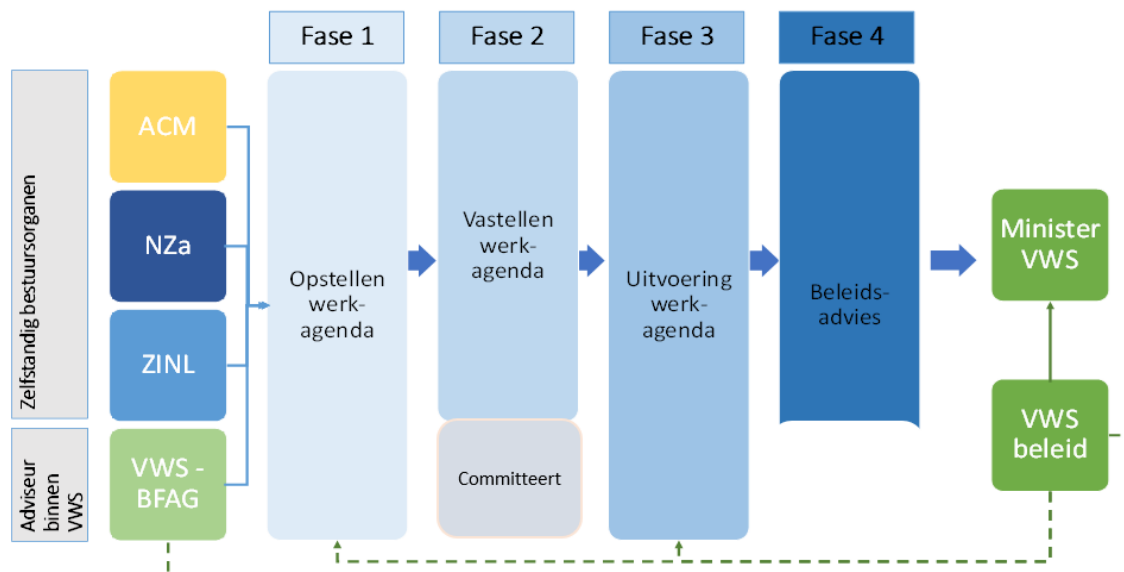 Fase 1
Fase 2
Fase 3
Fase 4
Zelfstandig bestuursorganen
Adviseur
binnen
VWS
ACM
NZa
ZINL
VWS -
BFAG
Opstellen
werk-
agenda
Vastellen
werk-
agenda
Committeert
Uitvoering
werk-
agenda
Beleids-
advies
Minister
VWS
VWS
beleid